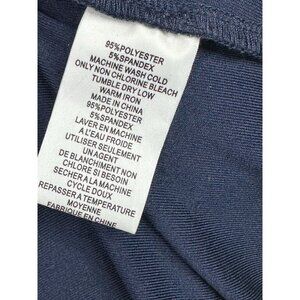 95%POLYESTER
5%SPANDEX
MACHINE WASH COLD
ONLY NON CHLORINE BLEACH
TUMBLE DRY LOW
WARM IRON
MADE IN CHINA
95%POLYESTER
5%SPANDEX
LAVER EN MACHINE
A L'EAU FROIDE
UTILISER SEULEMENT
UN AGENT
DE BLANCHIMENT NON
CHLORE SI BESOIN
SECHER A LA MACHINE
CYCLE DOUX
REPASSER A TEMPERATURE
MOYENNE
FABRIQUE EN CHINE